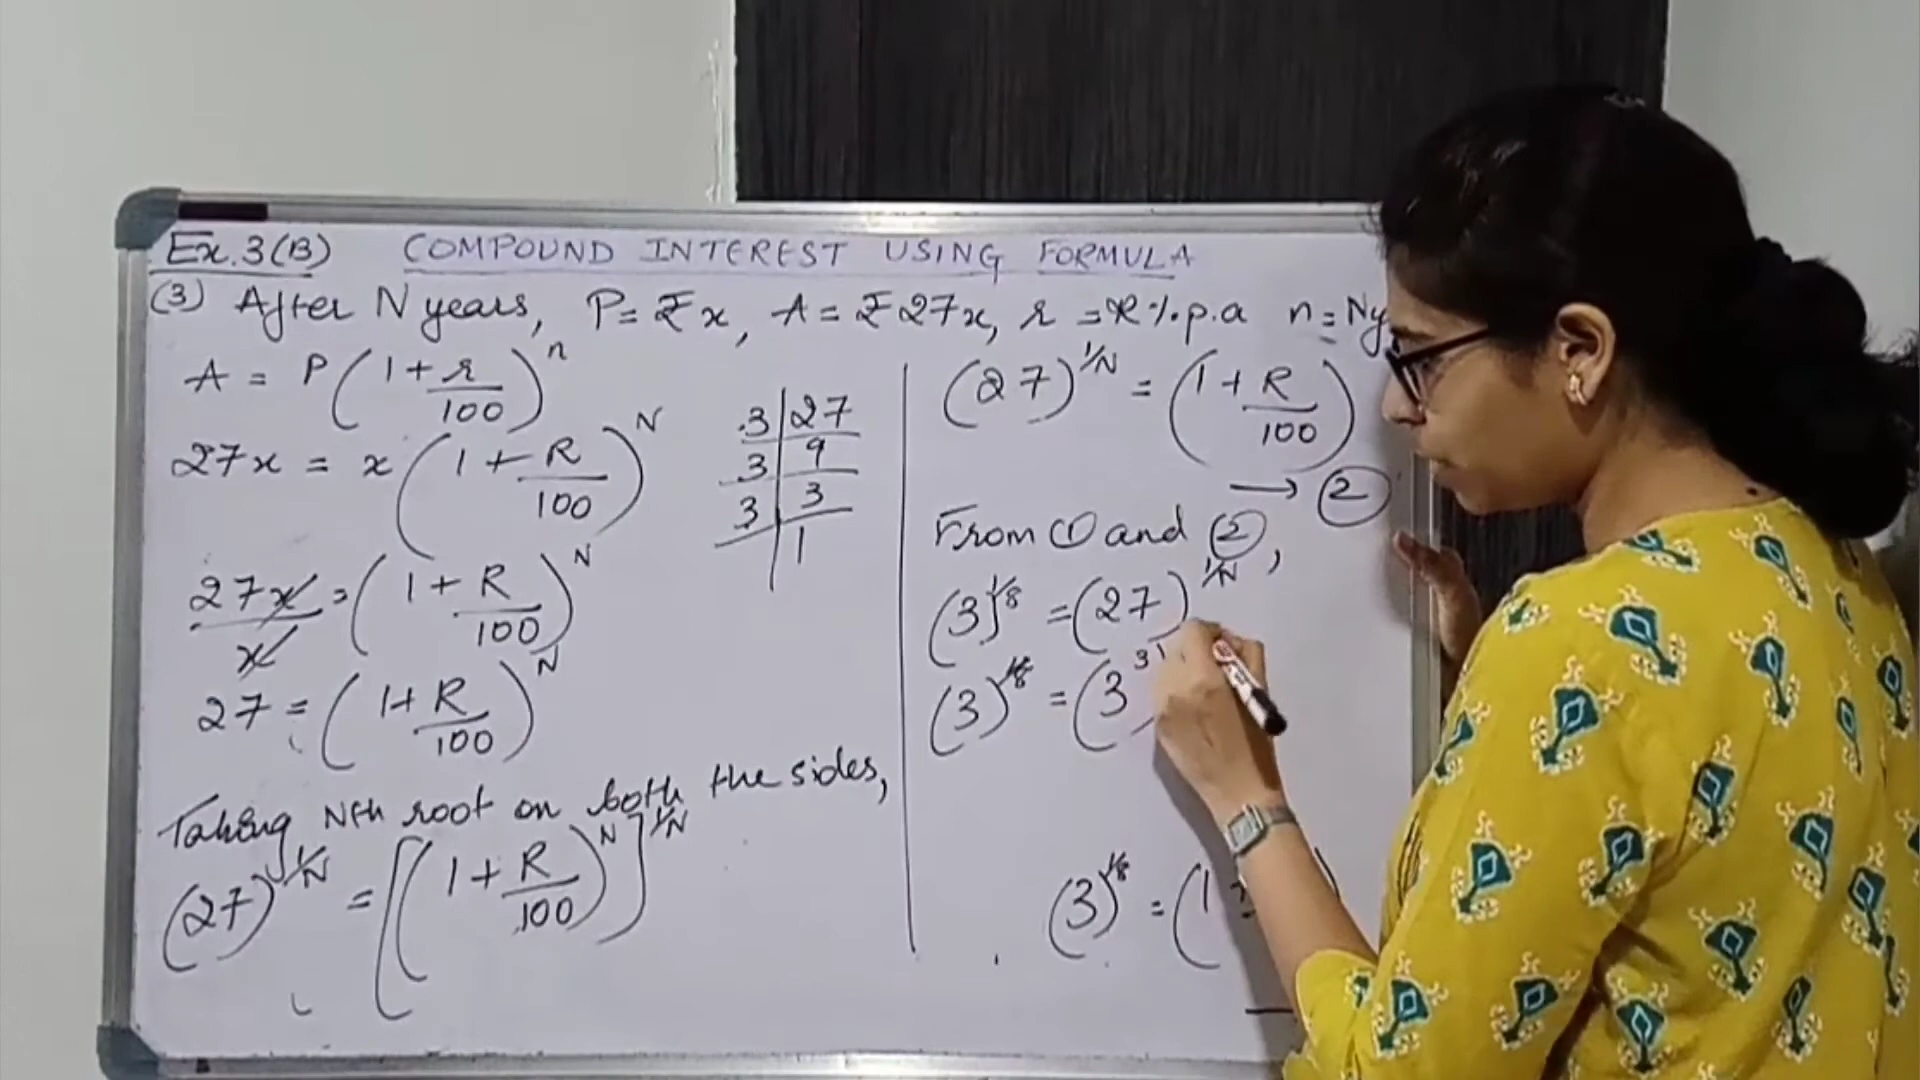 Ex. 3(B) COMPOUND INTEREST USING FORMULA
(3) After N years, P = ₹ x, A = ₹ 27x, r = R % p.a n = Ny
A = P (1 + r/100)^n
27x = x (1 + R/100)^N
27x/x = (1 + R/100)^N
27 = (1 + R/100)^N
Taking Nth root on both the sides,
(27)^1/N = [(1 + R/100)^N]^1/N
3 | 27
3 | 9
3 | 3
1
(27)^1/N = (1 + R/100)
→ ②
From ① and ②,
(3)^1/8 = (27)^1/N
(3)^1/8 = (3^3
(3)^1/8 = (1 +